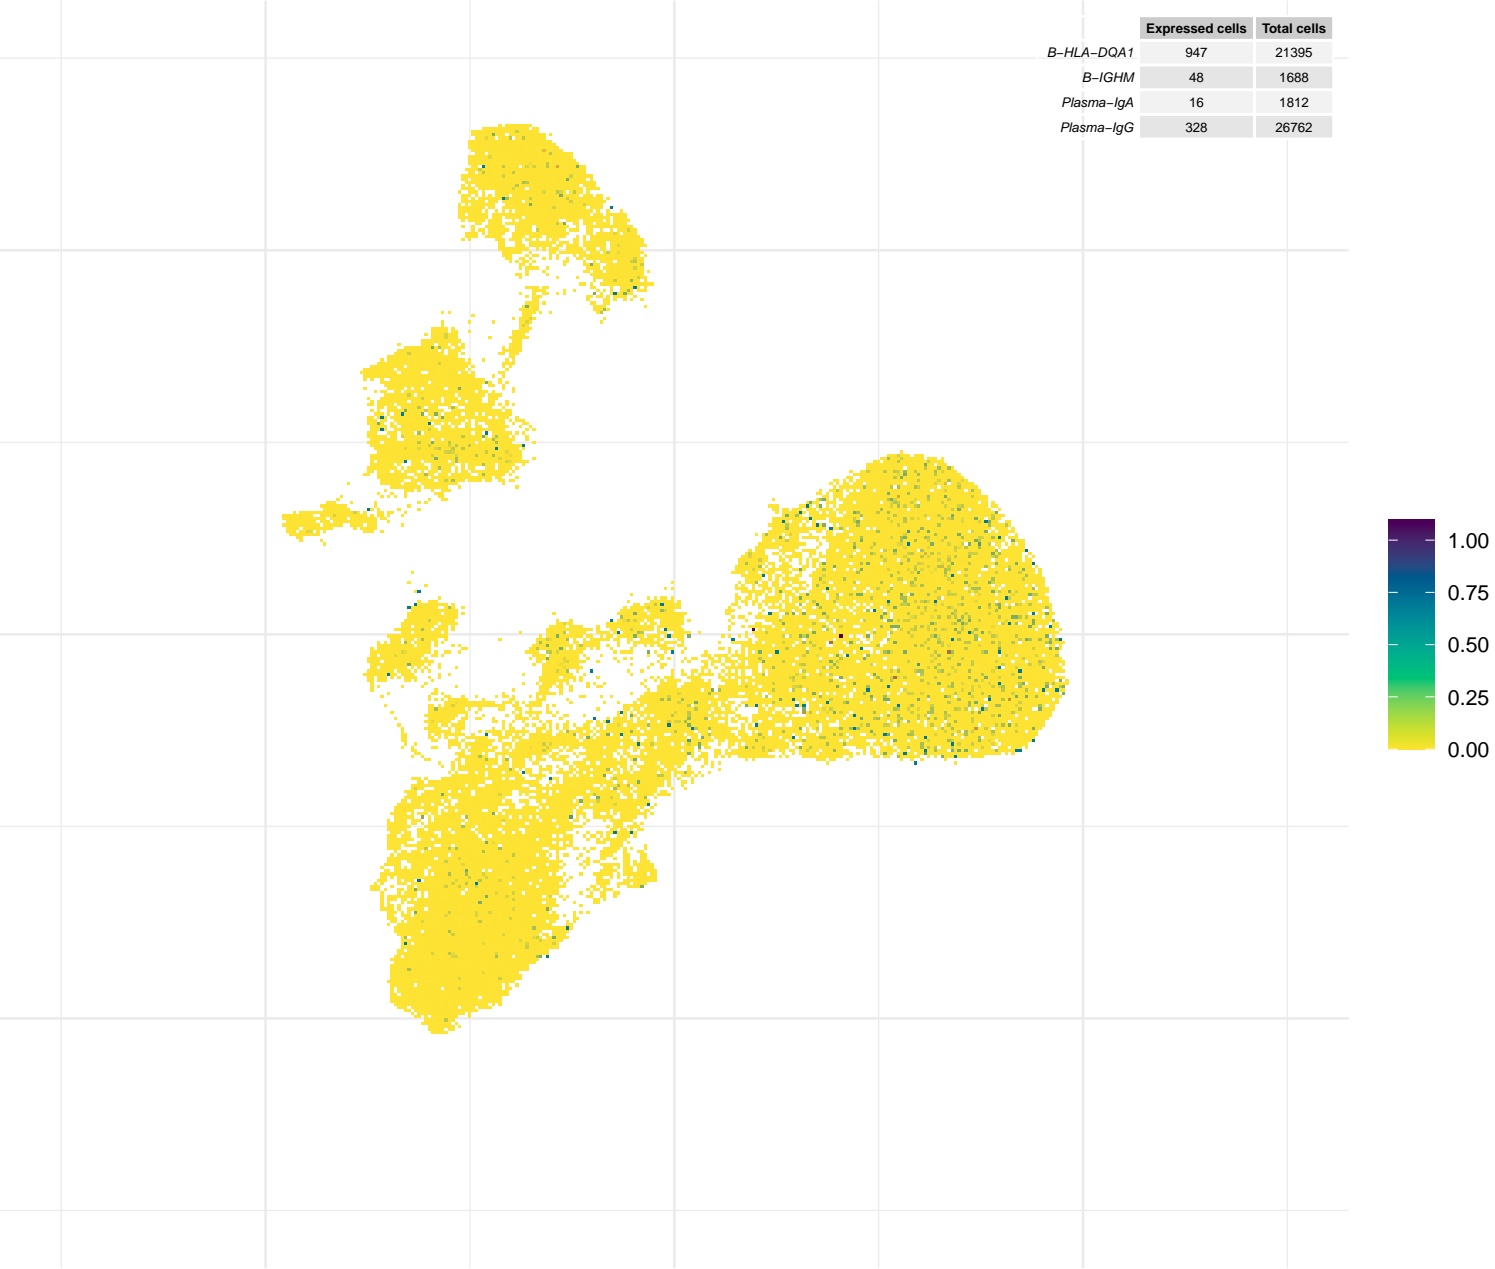 Expressed cells Total cells
B−HLA−DQA1 947 21395
B−IGHM 48 1688
Plasma−IgA 16 1812
Plasma−IgG 328 26762
1.00
0.75
0.50
0.25
0.00